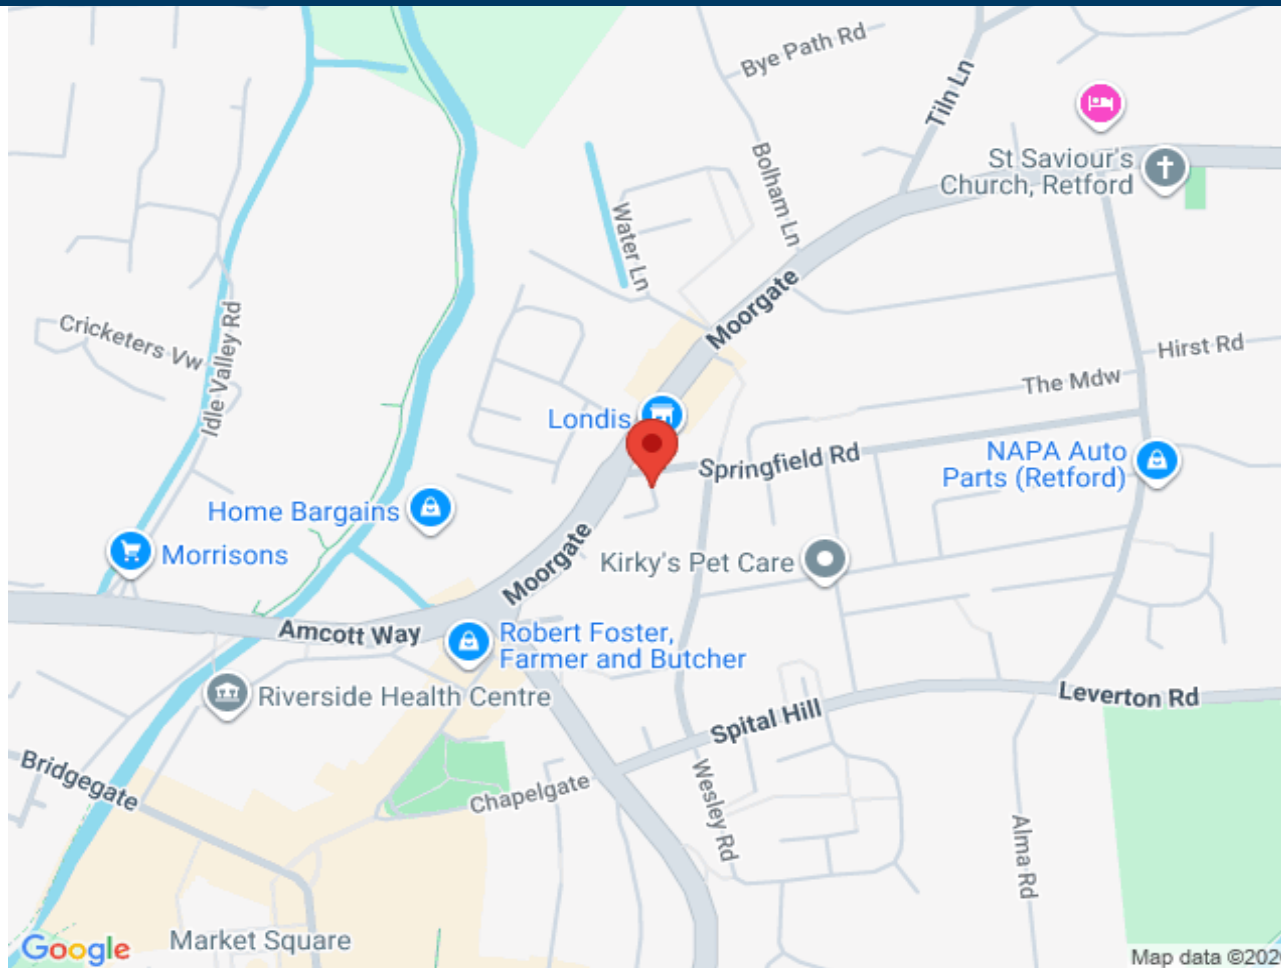 Bye Path Rd
Tiln Ln
St Saviour's
Church, Retford
Bolham Ln
Water Ln
Moorgate
Cricketers Vw
Idle Valley Rd
Hirst Rd
The Mdw
Londis
Springfield Rd
NAPA Auto
Parts (Retford)
Home Bargains
Morrisons
Moorgate
Kirky's Pet Care
Amcott Way
Robert Foster,
Farmer and Butcher
Riverside Health Centre
Leverton Rd
Spital Hill
Bridgegate
Chapelgate
Wesley Rd
Alma Rd
Market Square
Google
Map data ©202